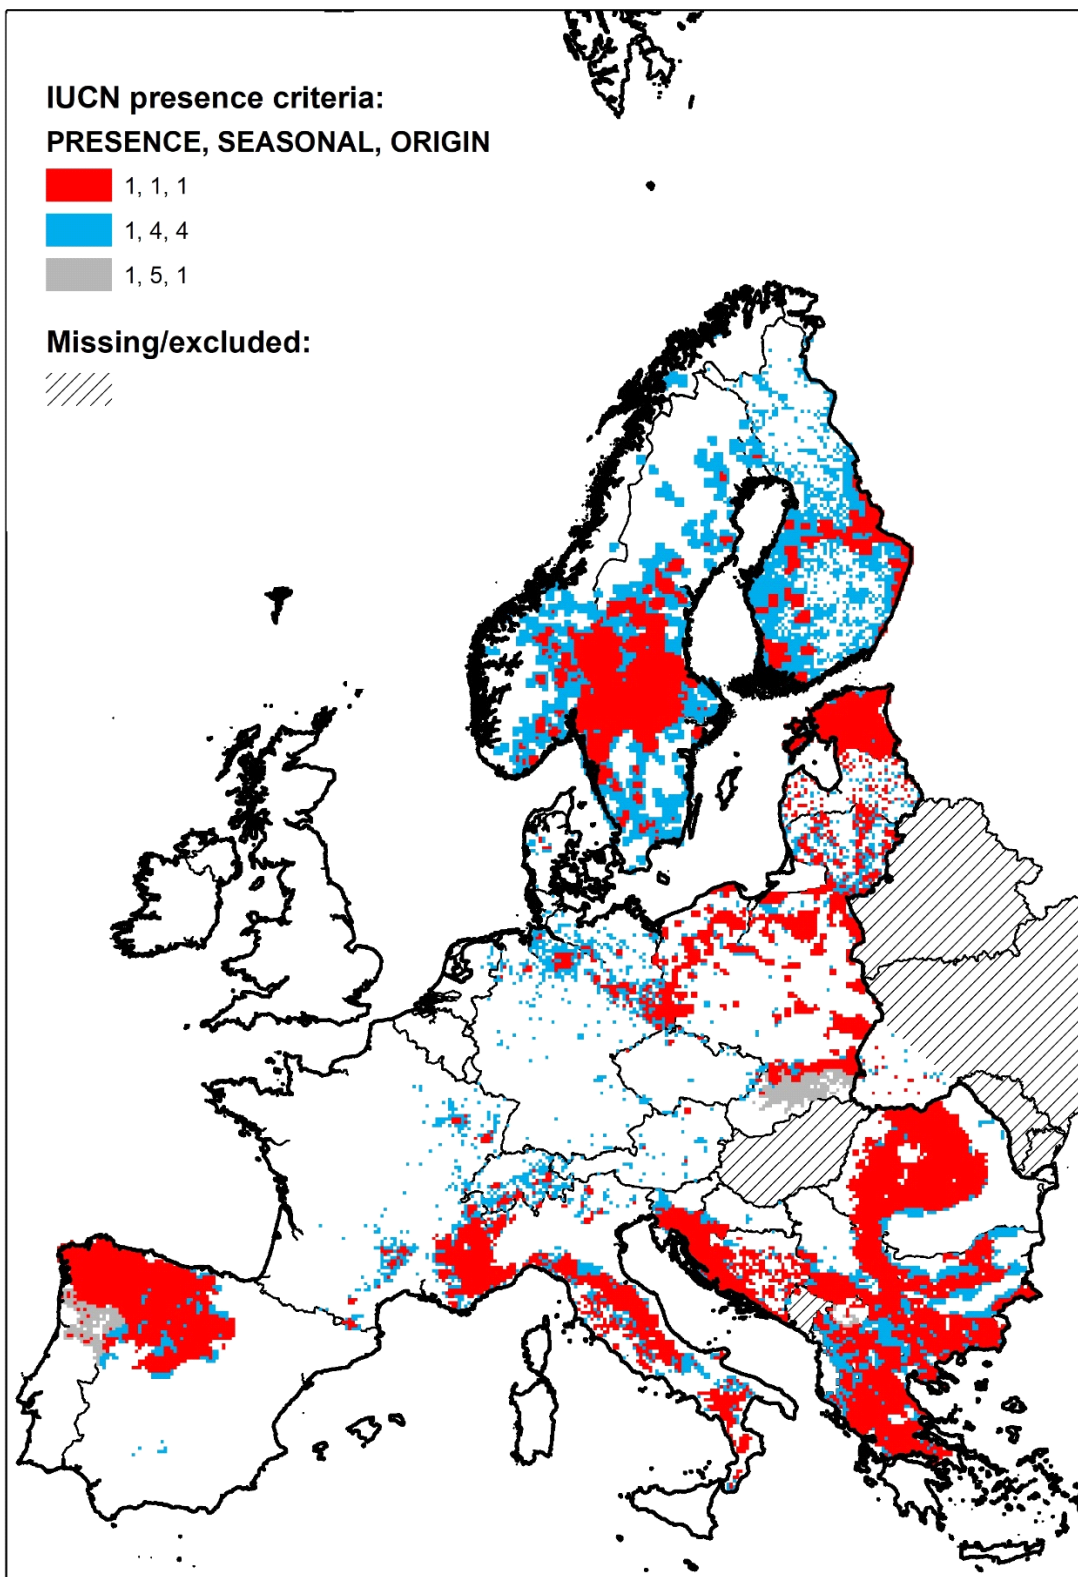 IUCN presence criteria:
PRESENCE, SEASONAL, ORIGIN
1, 1, 1
1, 4, 4
1, 5, 1
Missing/excluded: